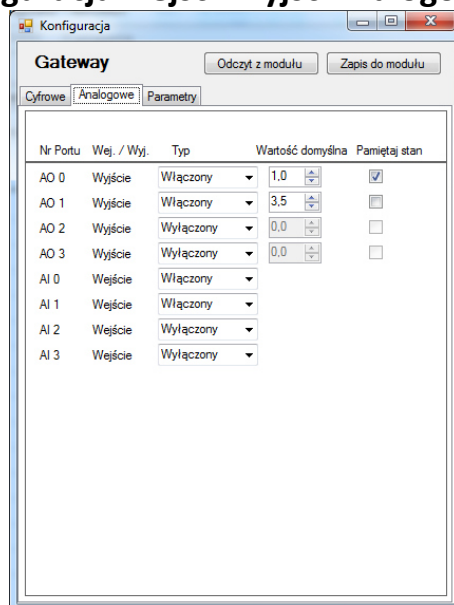 Konfiguracja
Gateway Odczyt z modułu Zapis do modułu
Cyfrowe Analogowe Parametry
Nr Portu Wej. / Wyj. Typ Wartość domyślna Pamiętaj stan
AO 0 Wyjście Włączony 1,0
AO 1 Wyjście Włączony 3,5
AO 2 Wyjście Wyłączony 0,0
AO 3 Wyjście Wyłączony 0,0
AI 0 Wejście Włączony
AI 1 Wejście Włączony
AI 2 Wejście Wyłączony
AI 3 Wejście Wyłączony